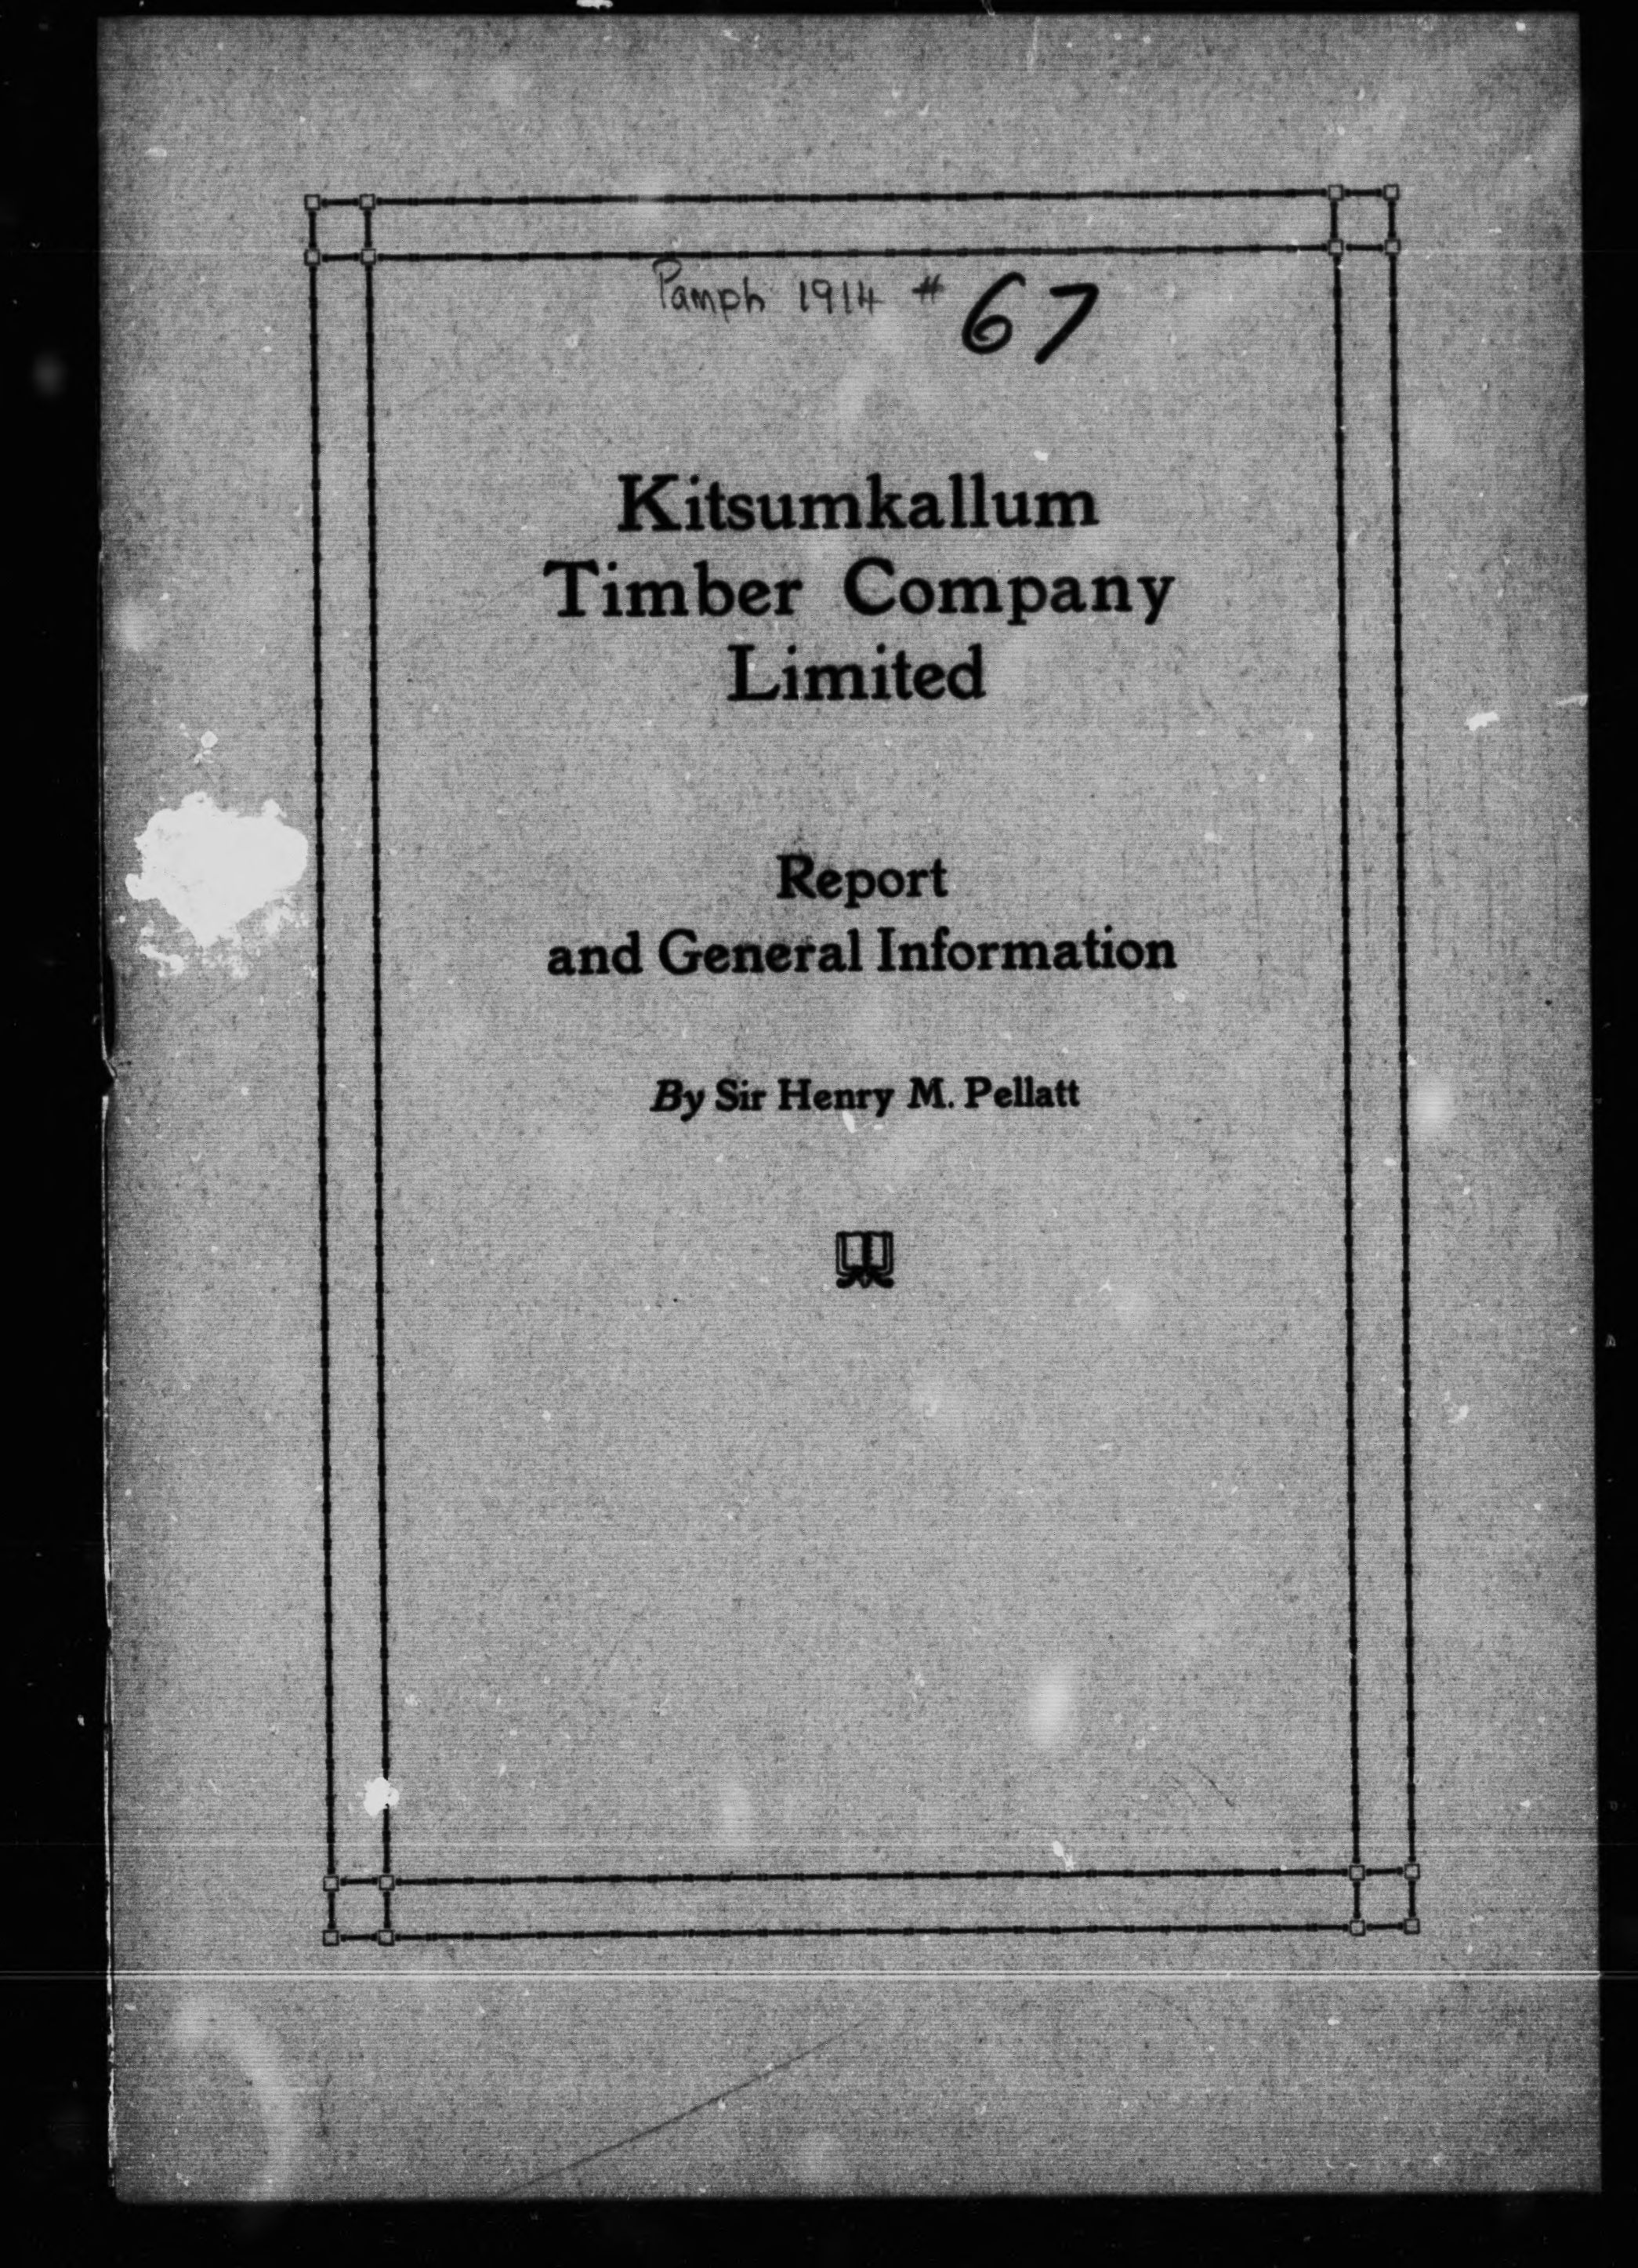 Pamph 1914 # 67
Kitsumkallum
Timber Company
Limited
Report
and General Information
By Sir Henry M. Pellatt